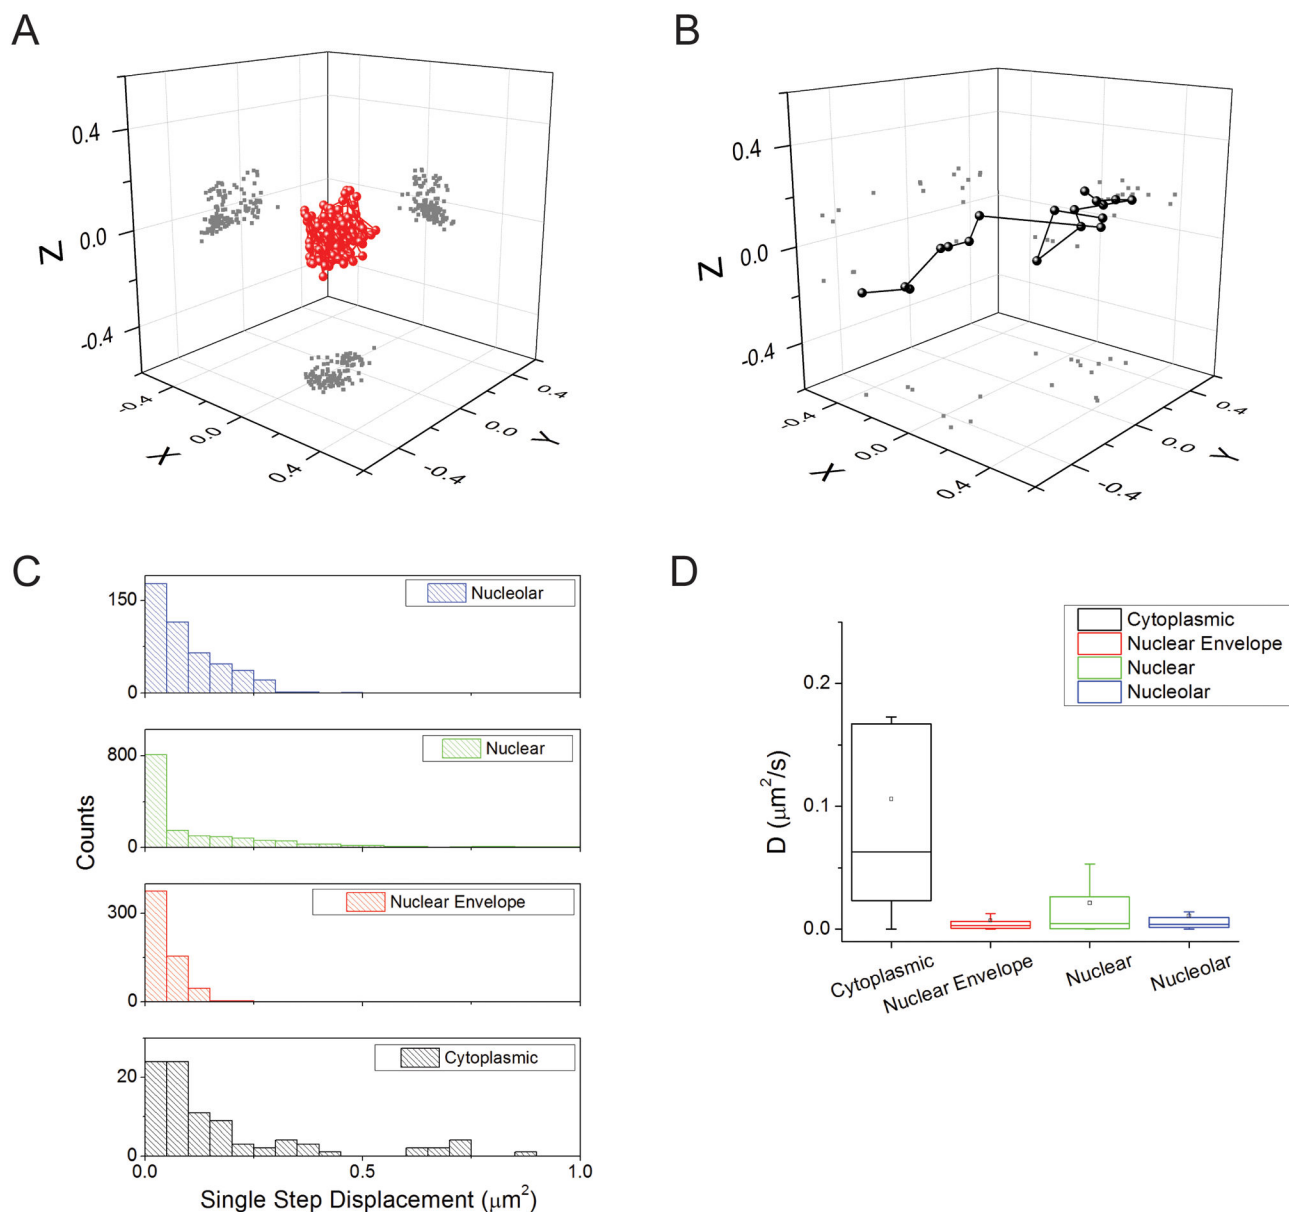 A
0.4
0.0
-0.4
Z
-0.4
0.0
0.4
X
-0.4
0.0
0.4
Y
B
0.4
0.0
-0.4
Z
-0.4
0.0
0.4
X
-0.4
0.0
0.4
Y
C
Nucleolar
150
0
Nuclear
800
0
Nuclear Envelope
300
0
Cytoplasmic
20
0
0.0 0.5 1.0
Counts
Single Step Displacement (μm²)
D
Cytoplasmic
Nuclear Envelope
Nuclear
Nucleolar
0.2
0.1
0.0
D (μm²/s)
Cytoplasmic Nuclear Envelope Nuclear Nucleolar